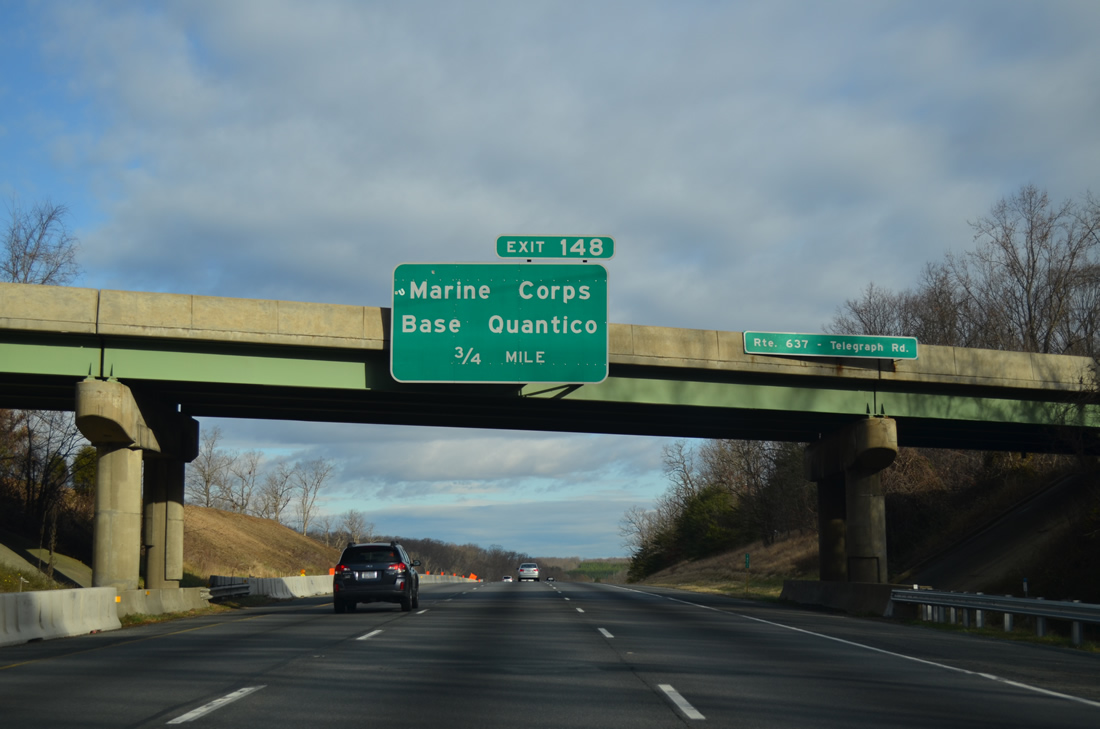 EXIT 148
Marine Corps
Base Quantico
3/4 MILE
Rte. 637 - Telegraph Rd.